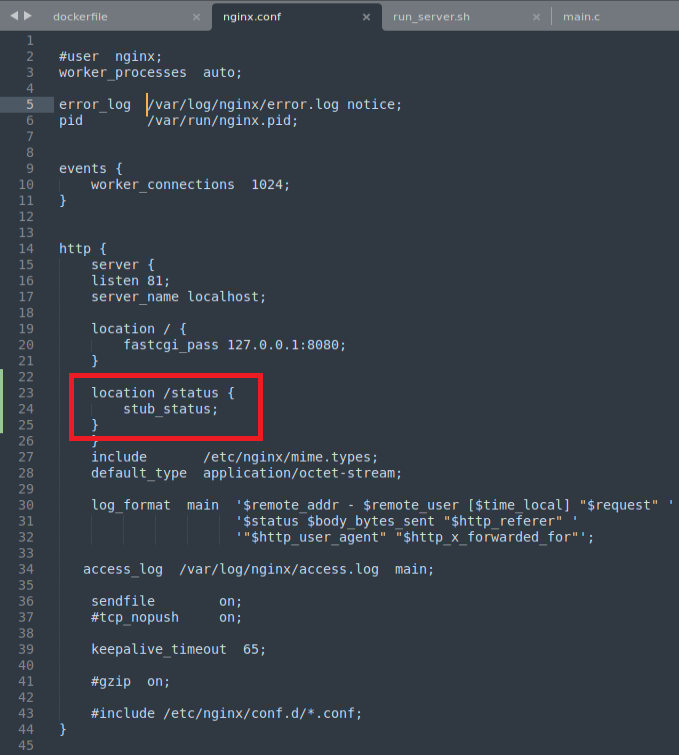 dockerfile × nginx.conf × run_server.sh × main.c
1
2 #user  nginx;
3 worker_processes  auto;
4
5 error_log  /var/log/nginx/error.log notice;
6 pid        /var/run/nginx.pid;
7
8
9 events {
10     worker_connections  1024;
11 }
12
13
14 http {
15     server {
16     listen 81;
17     server_name localhost;
18
19     location / {
20         fastcgi_pass 127.0.0.1:8080;
21     }
22
23     location /status {
24         stub_status;
25     }
26     }
27     include       /etc/nginx/mime.types;
28     default_type  application/octet-stream;
29
30     log_format  main  '$remote_addr - $remote_user [$time_local] "$request" '
31                       '$status $body_bytes_sent "$http_referer" '
32                       '"$http_user_agent" "$http_x_forwarded_for"';
33
34    access_log  /var/log/nginx/access.log  main;
35
36     sendfile        on;
37     #tcp_nopush     on;
38
39     keepalive_timeout  65;
40
41     #gzip  on;
42
43     #include /etc/nginx/conf.d/*.conf;
44 }
45